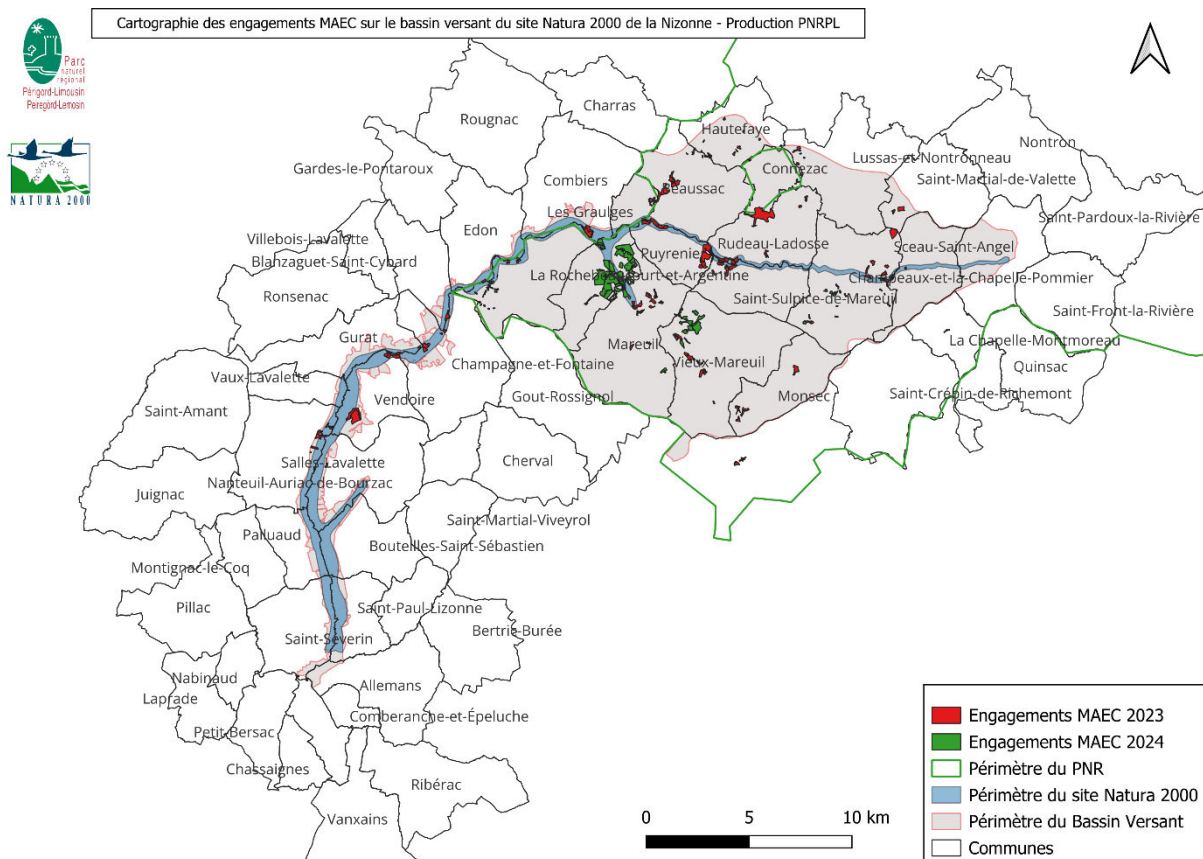 Cartographie des engagements MAEC sur le bassin versant du site Natura 2000 de la Nizonne - Production PNRPL
Parc
naturel
régional
Périgord-Limousin
Peregòrd-Lemosin
NATURA 2000
Charras
Rougnac
Hautefaye
Nontron
Lussas-et-Nontronneau
Gardes-le-Pontaroux
Connezac
Combiers
Saint-Martial-de-Valette
Beaussac
Les Graulges
Saint-Pardoux-la-Rivière
Edon
Villebois-Lavalette
Rudeau-Ladosse
Sceau-Saint-Angel
Puyrenier
Blanzaguet-Saint-Cybard
La Rochebeaucourt-et-Argentine
Champeaux-et-la-Chapelle-Pommier
Ronsenac
Saint-Sulpice-de-Mareuil
Saint-Front-la-Rivière
Gurat
Mareuil
La Chapelle-Montmoreau
Champagne-et-Fontaine
Vieux-Mareuil
Quinsac
Vaux-Lavalette
Vendoire
Gout-Rossignol
Monsec
Saint-Crépin-de-Richemont
Saint-Amant
Salles-Lavalette
Cherval
Nanteuil-Auriac-de-Bourzac
Juignac
Saint-Martial-Viveyrol
Palluaud
Bouteilles-Saint-Sébastien
Montignac-le-Coq
Pillac
Saint-Paul-Lizonne
Bertric-Burée
Saint-Séverin
Nabinaud
Allemans
Laprade
Comberanche-et-Épeluche
Petit-Bersac
Chassaignes
Ribérac
Vanxains
0 5 10 km
Engagements MAEC 2023
Engagements MAEC 2024
Périmètre du PNR
Périmètre du site Natura 2000
Périmètre du Bassin Versant
Communes